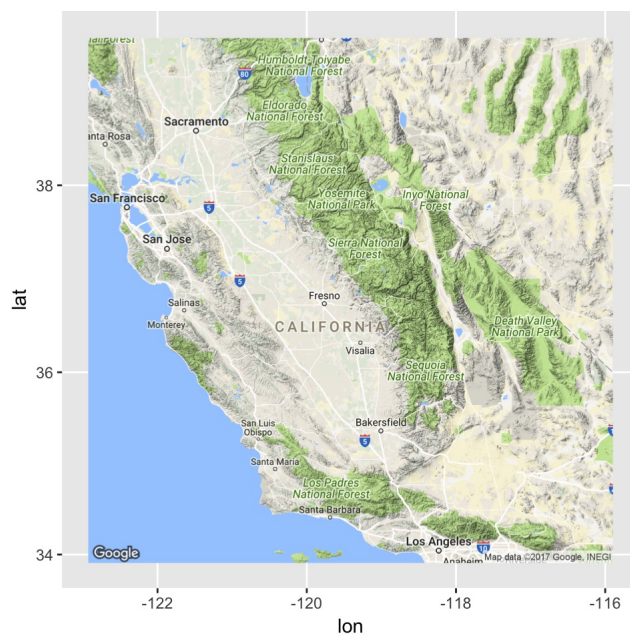 Humboldt Toiyabe
National Forest
80
Eldorado
National Forest
Sacramento
anta Rosa
Stanislaus
National Forest
38
Yosemite
National Park
Inyo National
Forest
San Francisco
5
San Jose
Sierra National
Forest
lat
5
Salinas
Fresno
Monterey
CALIFORNIA
Death Valley
National Park
Visalia
36
Sequoia
National Forest
San Luis
Obispo
Bakersfield
5
Santa Maria
Los Padres
National Forest
Santa Barbara
Los Angeles
10
34
Google
Map data ©2017 Google, INEGI
Anaheim
-122
-120
-118
-116
lon